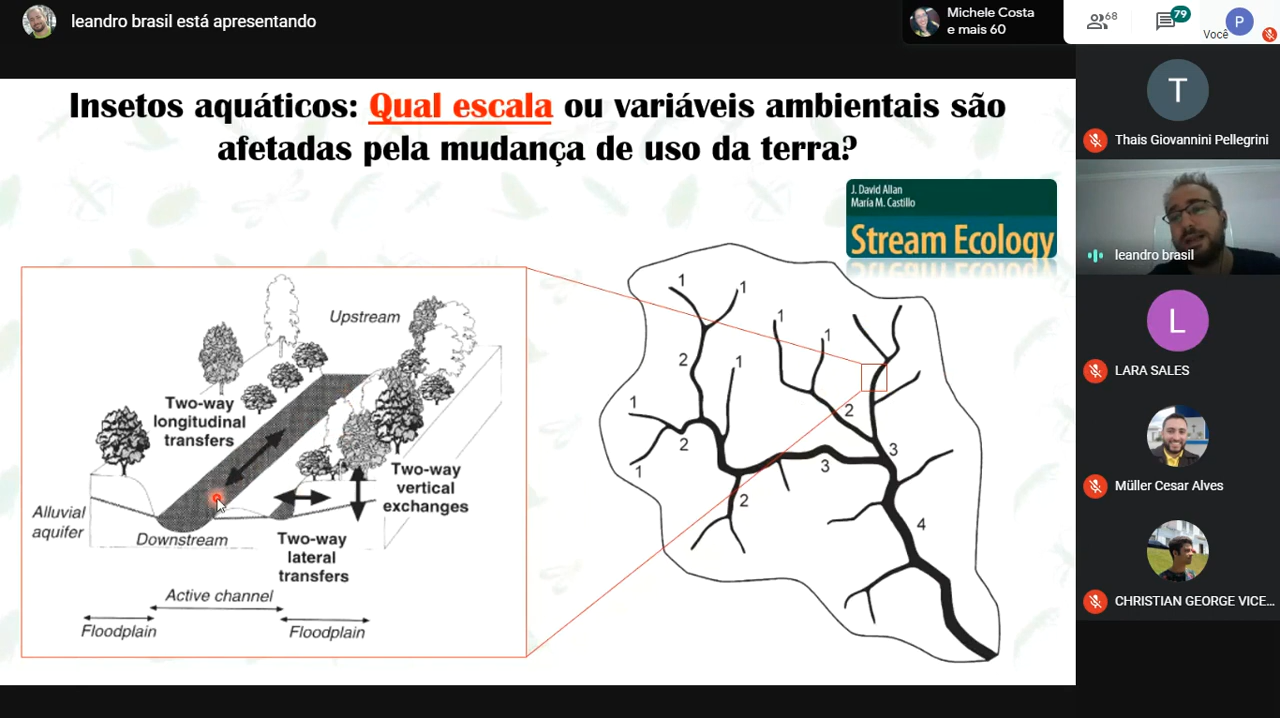 leandro brasil está apresentando
Michele Costa
e mais 60
68
79
Você
P
Insetos aquáticos: Qual escala ou variáveis ambientais são
afetadas pela mudança de uso da terra?
J. David Allan
María M. Castillo
Stream Ecology
Upstream
Two-way
longitudinal
transfers
Two-way
vertical
exchanges
Alluvial
aquifer
Downstream
Two-way
lateral
transfers
Active channel
Floodplain
Floodplain
1
1
1
1
2
1
1
2
2
3
3
1
2
4
T
Thais Giovannini Pellegrini
leandro brasil
L
LARA SALES
Müller Cesar Alves
CHRISTIAN GEORGE VICE...